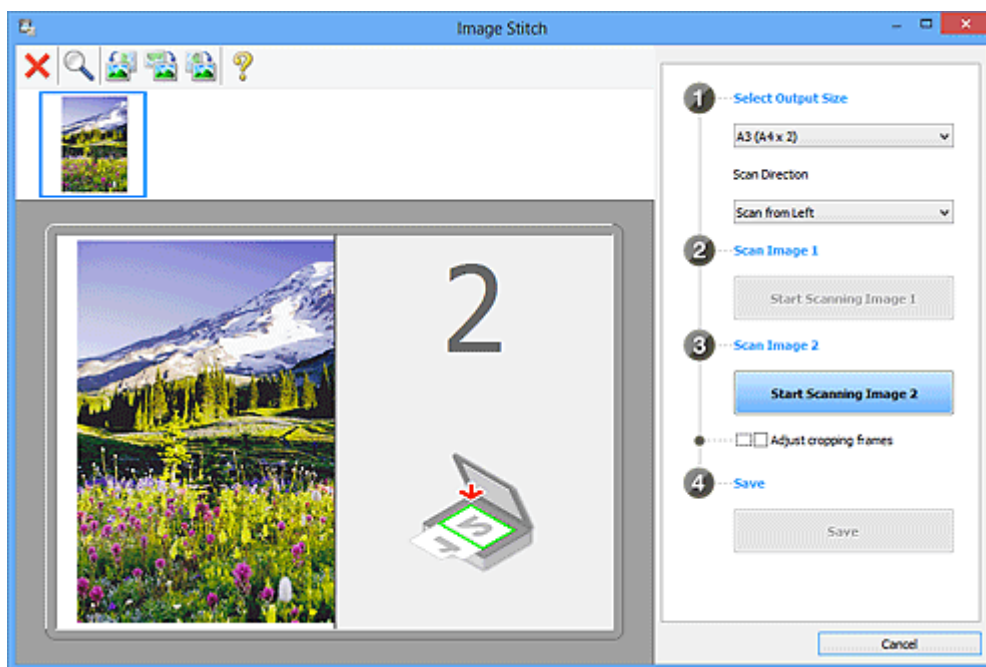 Image Stitch
1 Select Output Size
A3 (A4 x 2)
Scan Direction
Scan from Left
2 Scan Image 1
Start Scanning Image 1
3 Scan Image 2
Start Scanning Image 2
Adjust cropping frames
4 Save
Save
Cancel
2